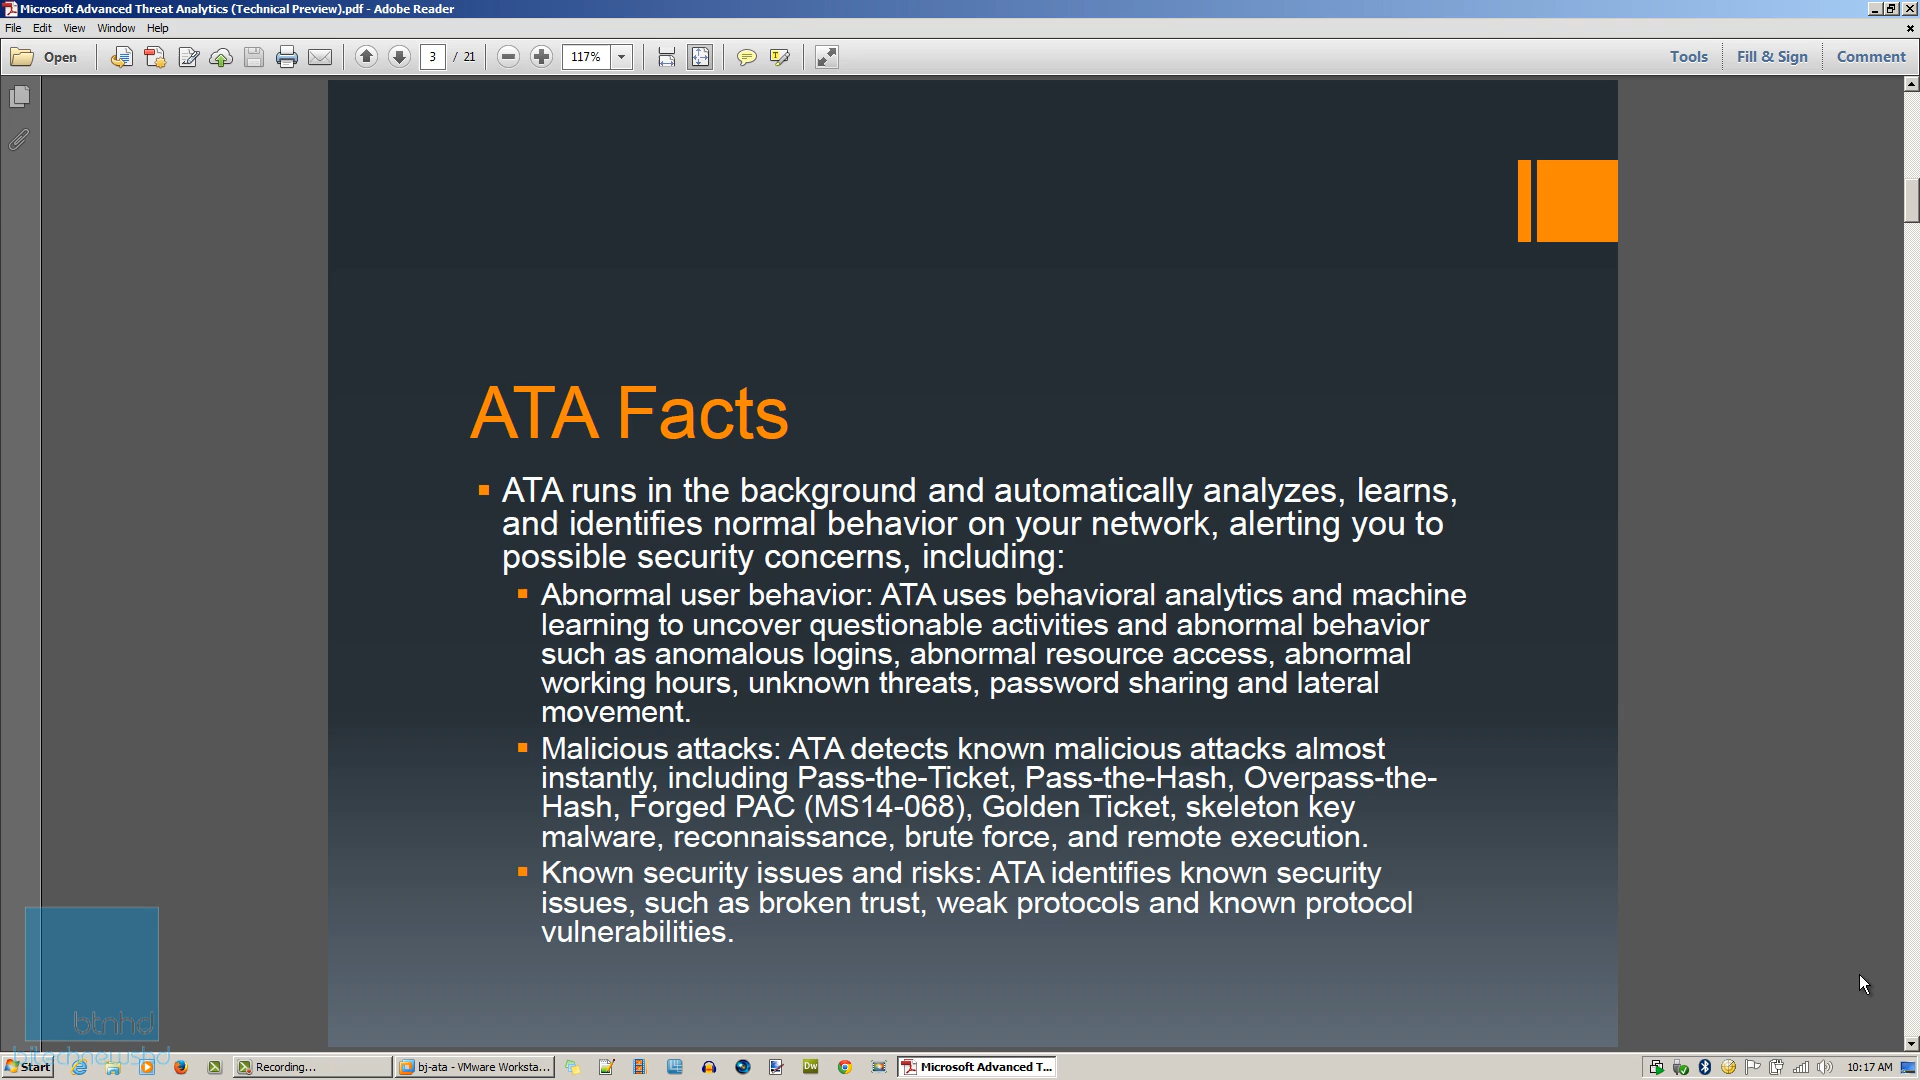 Microsoft Advanced Threat Analytics (Technical Preview).pdf - Adobe Reader
File Edit View Window Help
Open 3 / 21 117% Tools Fill & Sign Comment
ATA Facts
ATA runs in the background and automatically analyzes, learns,
and identifies normal behavior on your network, alerting you to
possible security concerns, including:
Abnormal user behavior: ATA uses behavioral analytics and machine
learning to uncover questionable activities and abnormal behavior
such as anomalous logins, abnormal resource access, abnormal
working hours, unknown threats, password sharing and lateral
movement.
Malicious attacks: ATA detects known malicious attacks almost
instantly, including Pass-the-Ticket, Pass-the-Hash, Overpass-the-
Hash, Forged PAC (MS14-068), Golden Ticket, skeleton key
malware, reconnaissance, brute force, and remote execution.
Known security issues and risks: ATA identifies known security
issues, such as broken trust, weak protocols and known protocol
vulnerabilities.
btnhd
Start Recording... bj-ata - VMware Worksta... Dw Microsoft Advanced T... 10:17 AM